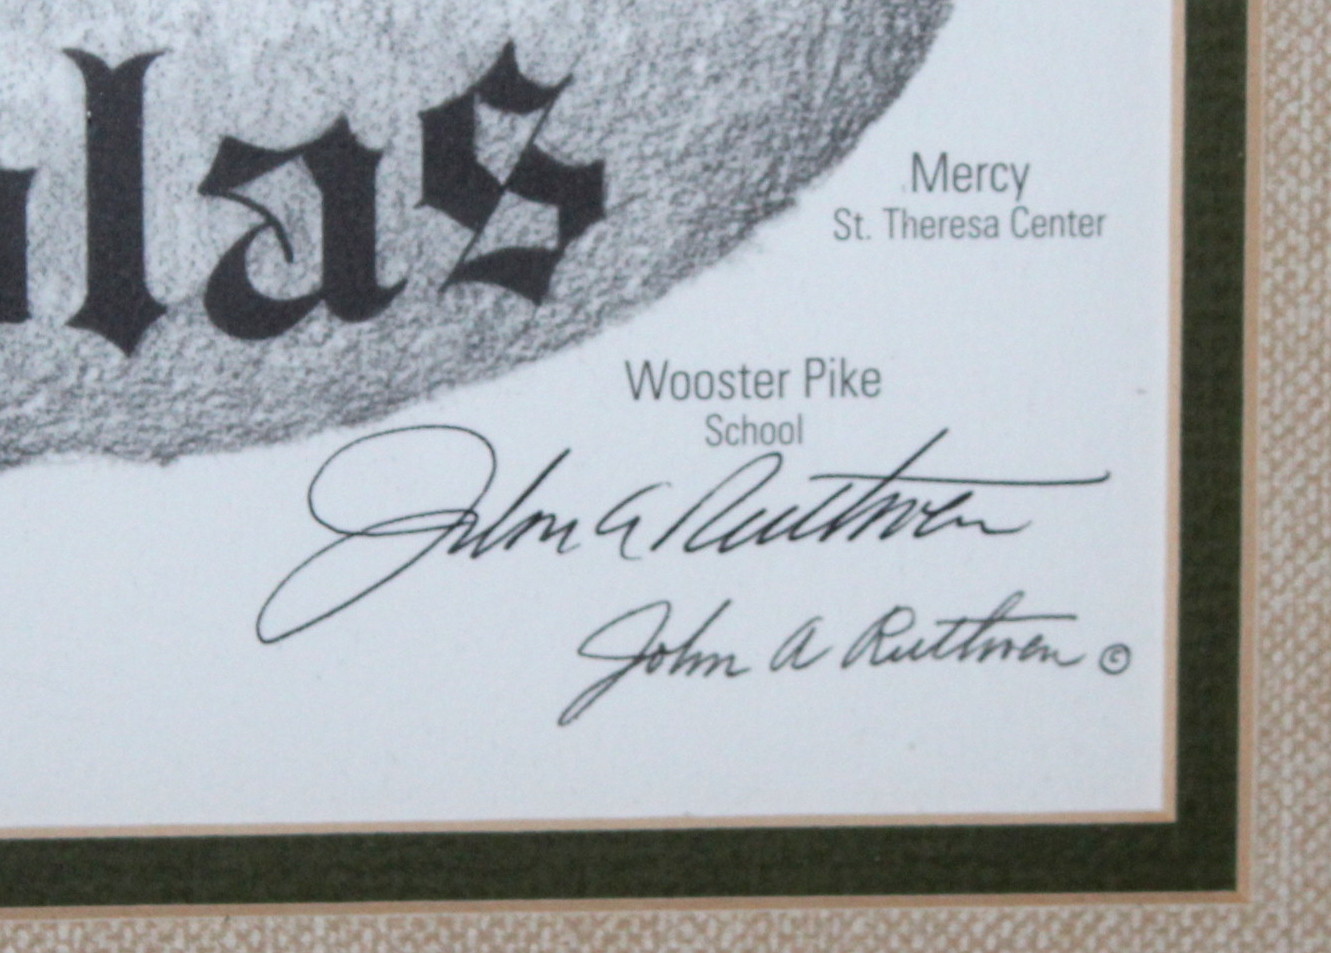 las
Mercy
St. Theresa Center
Wooster Pike
School
John A Ruthven
John A Ruthven ©